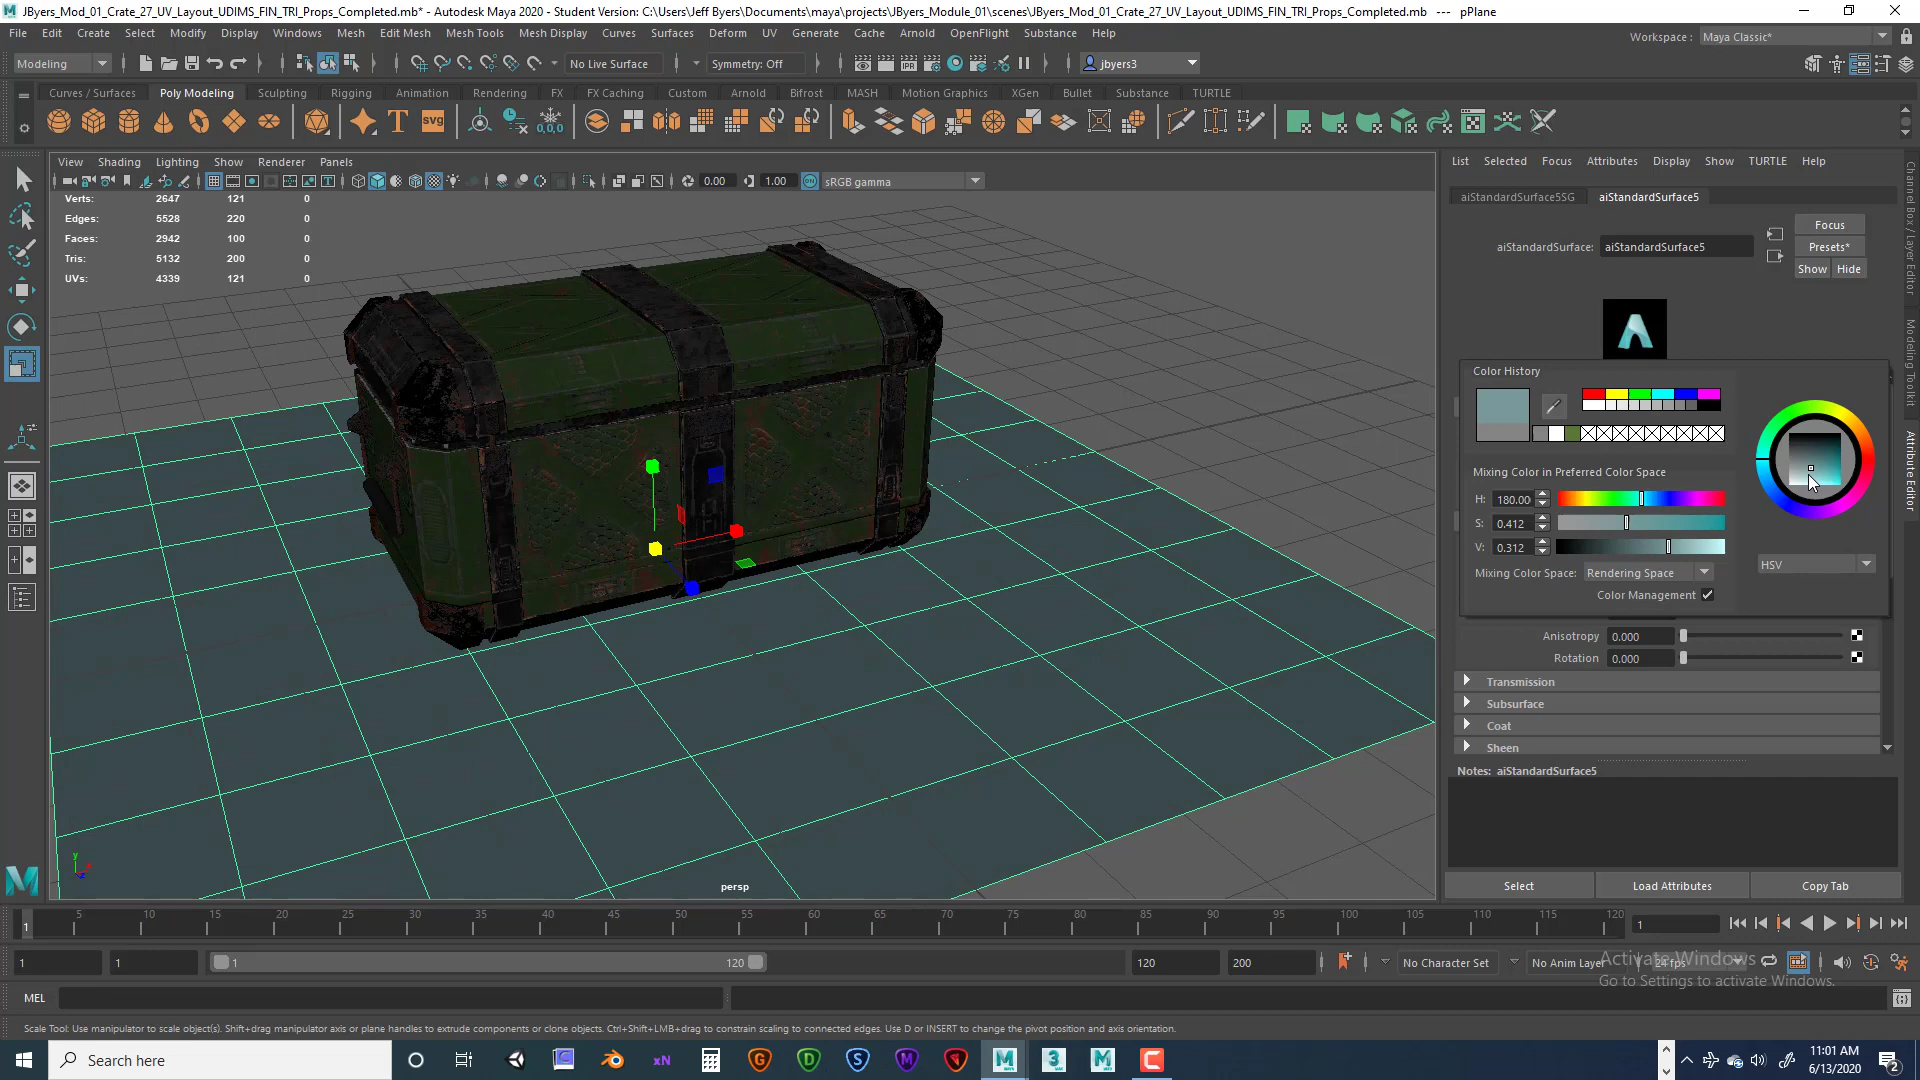 JByers_Mod_01_Crate_27_UV_Layout_UDIMS_FIN_TRI_Props_Completed.mb* - Autodesk Maya 2020 - Student Version: C:\Users\Jeff Byers\Documents\maya\projects\JByers_Module_01\scenes\JByers_Mod_01_Crate_27_UV_Layout_UDIMS_FIN_TRI_Props_Completed.mb --- pPlane
File Edit Create Select Modify Display Windows Mesh Edit Mesh Mesh Tools Mesh Display Curves Surfaces Deform UV Generate Cache Arnold OpenFlight Substance Help
Workspace : Maya Classic*
Modeling No Live Surface Symmetry: Off jbyers3
Curves / Surfaces Poly Modeling Sculpting Rigging Animation Rendering FX FX Caching Custom Arnold Bifrost MASH Motion Graphics XGen Bullet Substance TURTLE
View Shading Lighting Show Renderer Panels
0.00 1.00 sRGB gamma
Verts: 2647 121 0
Edges: 5528 220 0
Faces: 2942 100 0
Tris: 5132 200 0
UVs: 4339 121 0
persp
List Selected Focus Attributes Display Show TURTLE Help
aiStandardSurface5SG aiStandardSurface5
Focus
aiStandardSurface: aiStandardSurface5 Presets*
Show Hide
Color History
Mixing Color in Preferred Color Space
H: 180.00
S: 0.412
V: 0.312
HSV
Mixing Color Space: Rendering Space
Color Management
Anisotropy 0.000
Rotation 0.000
Transmission
Subsurface
Coat
Sheen
Notes: aiStandardSurface5
Select Load Attributes Copy Tab
Channel Box / Layer Editor
Modeling Toolkit
Attribute Editor
1 5 10 15 20 25 30 35 40 45 50 55 60 65 70 75 80 85 90 95 100 105 110 115 120 1
1 1 1 120 120 200 No Character Set No Anim Layer 24 fps
Activate Windows
Go to Settings to activate Windows.
MEL
Scale Tool: Use manipulator to scale object(s). Shift+drag manipulator axis or plane handles to extrude components or clone objects. Ctrl+Shift+LMB+drag to constrain scaling to connected edges. Use D or INSERT to change the pivot position and axis orientation.
Search here
11:01 AM
6/13/2020
2